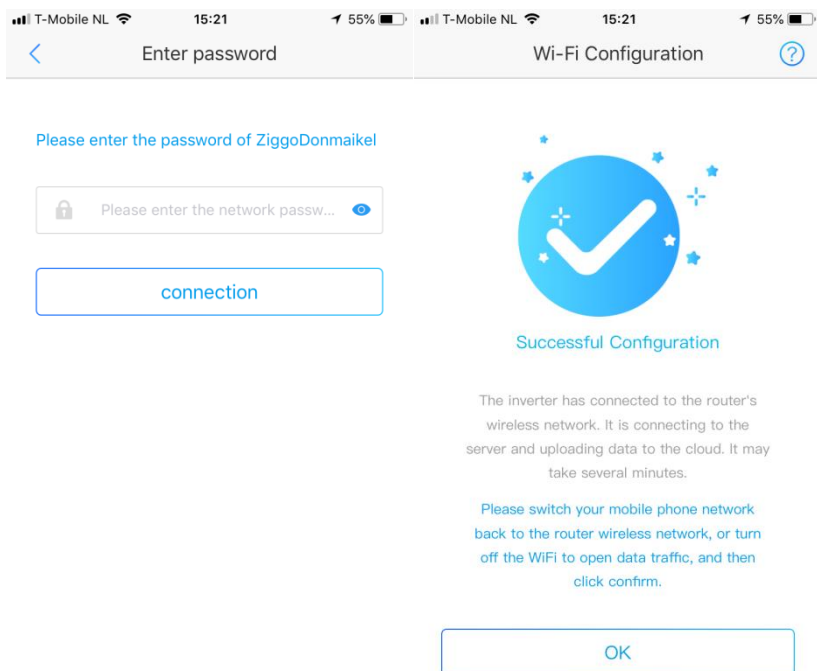 T-Mobile NL 15:21 55%
Enter password
Please enter the password of ZiggoDonmaikel
Please enter the network passw...
connection
T-Mobile NL 15:21 55%
Wi-Fi Configuration ?
Successful Configuration
The inverter has connected to the router's
wireless network. It is connecting to the
server and uploading data to the cloud. It may
take several minutes.
Please switch your mobile phone network
back to the router wireless network, or turn
off the WiFi to open data traffic, and then
click confirm.
OK